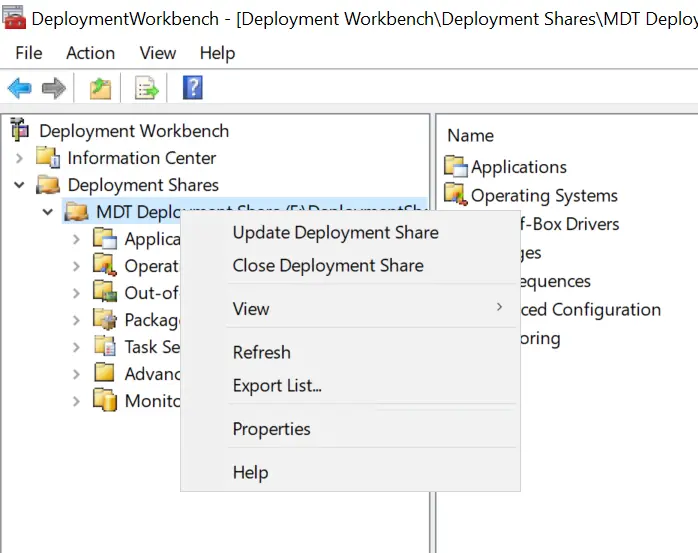 DeploymentWorkbench - [Deployment Workbench\Deployment Shares\MDT Deploy
File Action View Help
Deployment Workbench
Information Center
Deployment Shares
MDT Deployment Share
Applica
Operat
Out-of
Packag
Task Se
Advanc
Monito
Update Deployment Share
Close Deployment Share
View
Refresh
Export List...
Properties
Help
Name
Applications
Operating Systems
f-Box Drivers
ges
equences
ced Configuration
oring